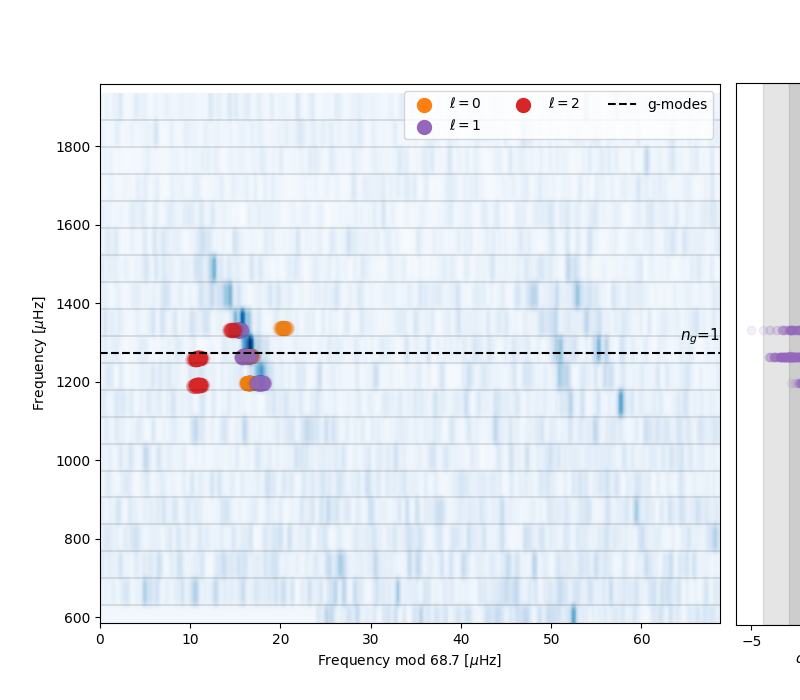 ℓ = 0
ℓ = 2
g-modes
ℓ = 1
1800
1600
1400
1200
1000
800
600
Frequency [μHz]
n_g=1
0
10
20
30
40
50
60
−5
Frequency mod 68.7 [μHz]